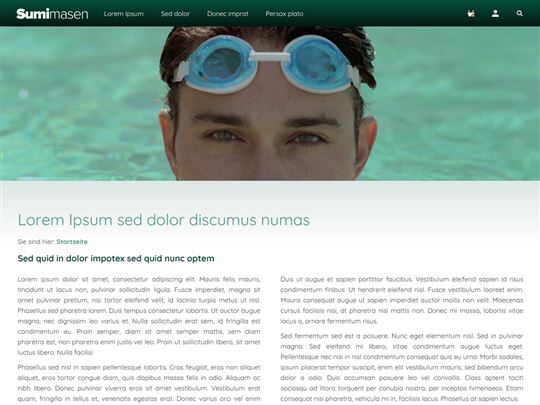 Sumimasen Lorem Ipsum Sed dolor Donec imprat Persox plato
Lorem Ipsum sed dolor discumus numas
Sie sind hier: Startseite
Sed quid in dolor impotex sed quid nunc optem
Lorem ipsum dolor sit amet, consectetur adipiscing elit. Mauris felis mauris,
tincidunt ut lacus non, pulvinar sollicitudin ligula. Fusce imperdiet, magna sit
amet pulvinar pretium, nisi tortor eleifend velit, id lacinia turpis metus ut nisl.
Phasellus sed pharetra lorem. Duis tempus consectetur lobortis. Ut auctor augue
magna, nec dignissim leo varius et. Nulla sollicitudin erat sem, id fringilla est
condimentum eu. Proin semper, diam sit amet semper mattis, sem diam
pharetra est, non pharetra enim justo vel leo. Proin ut sollicitudin libero, sit amet
luctus libero. Nulla facilisi.
Phasellus sed nisl in sapien pellentesque lobortis. Cras feugiat, eros non aliquet
aliquet, eros tortor congue diam, quis dapibus massa felis in odio. Aliquam ac
nibh libero. Donec pulvinar viverra erat sit amet varius sollicitudin. Vestibulum erat
quam, fringilla in tellus et, venenatis egestas erat. Donec varius orci vel enim
Duis ut augue et sapien porttitor faucibus. Vestibulum eleifend sapien id risus
condimentum finibus. Ut hendrerit eleifend nisl. Fusce vestibulum laoreet enim.
Mauris consequat augue ut sapien imperdiet auctor mollis non velit. Maecenas
cursus facilisis nisi, at pharetra nisi mattis non. Donec mi massa, lobortis vitae
lacus a, ornare fermentum risus.
Sed fermentum sed est a posuere. Nunc eget elementum nisl. Sed in pulvinar
magna. Sed eleifend mi libero, vitae condimentum augue luctus eget.
Pellentesque nec nisi in nisl condimentum consequat quis eu urna. Morbi sodales,
ipsum placerat tempor suscipit, enim elit vestibulum mauris, sed bibendum arcu
dolor a odio. Duis accumsan posuere leo vel convallis. Class aptent taciti
sociosqu ad litora torquent per conubia nostra, per inceptos himenaeos. Aenean
consequat nisi pharetra, vehicula mi in, facilisis lacus. Phasellus at sapien lectus.